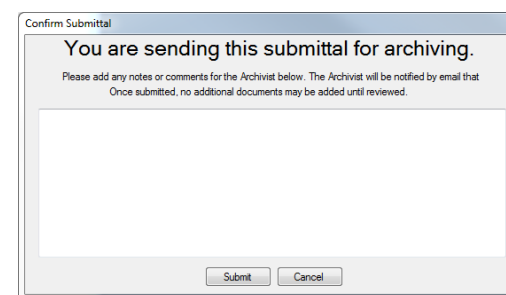 Confirm Submittal
You are sending this submittal for archiving.
Please add any notes or comments for the Archivist below. The Archivist will be notified by email that
Once submitted, no additional documents may be added until reviewed.
Submit Cancel